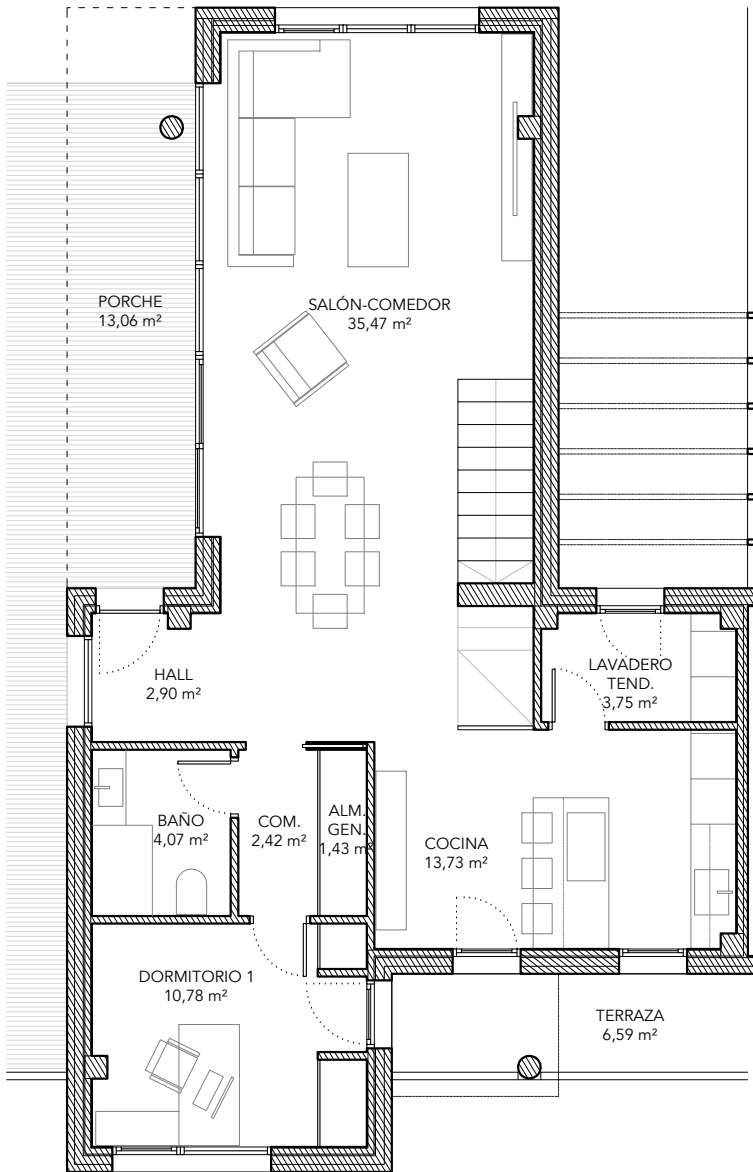 PORCHE
13,06 m²
SALÓN-COMEDOR
35,47 m²
HALL
2,90 m²
LAVADERO
TEND.
3,75 m²
BAÑO
4,07 m²
COM.
2,42 m²
ALM.
GEN.
1,43 m²
COCINA
13,73 m²
DORMITORIO 1
10,78 m²
TERRAZA
6,59 m²